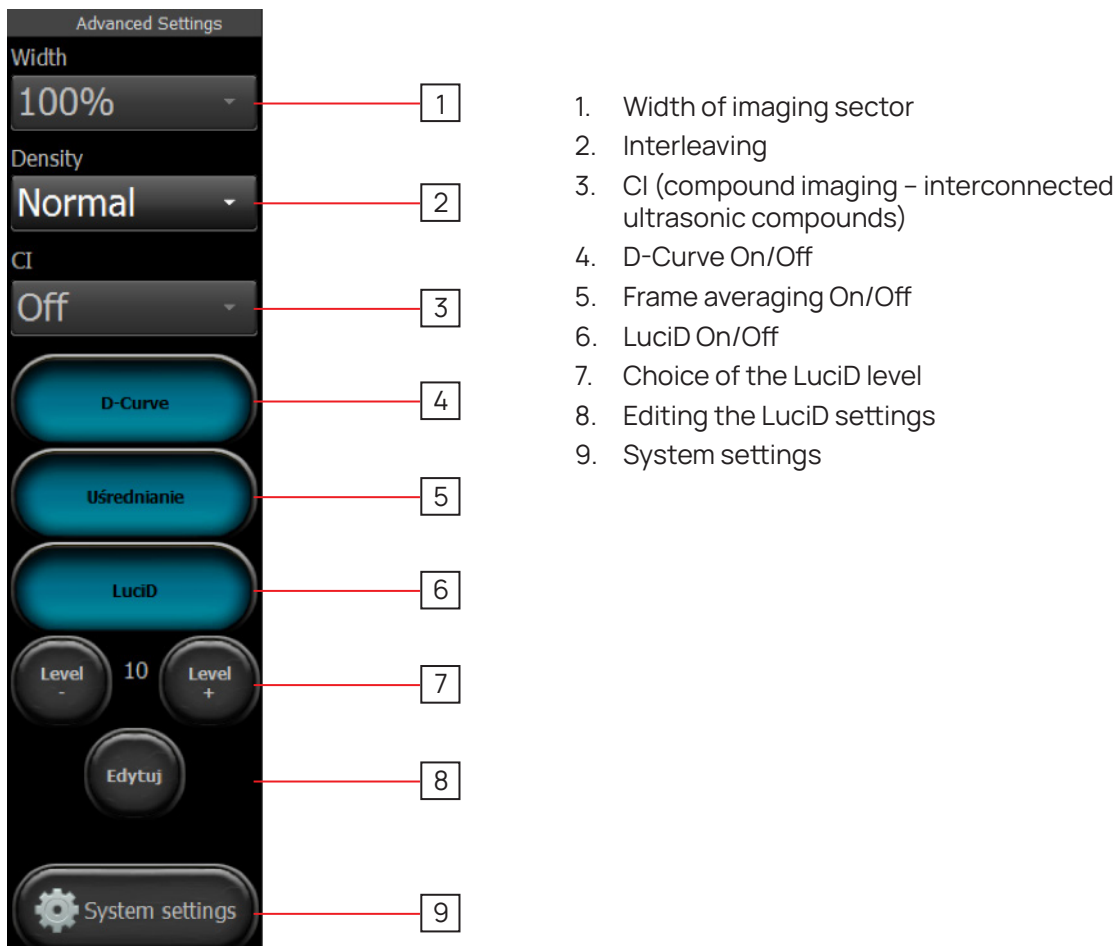 Advanced Settings
Width
100%
1
Density
Normal
2
CI
Off
3
D-Curve
4
Uśrednianie
5
LuciD
6
Level
-
10
Level
+
7
Edytuj
8
System settings
9
1. Width of imaging sector
2. Interleaving
3. CI (compound imaging – interconnected
ultrasonic compounds)
4. D-Curve On/Off
5. Frame averaging On/Off
6. LuciD On/Off
7. Choice of the LuciD level
8. Editing the LuciD settings
9. System settings